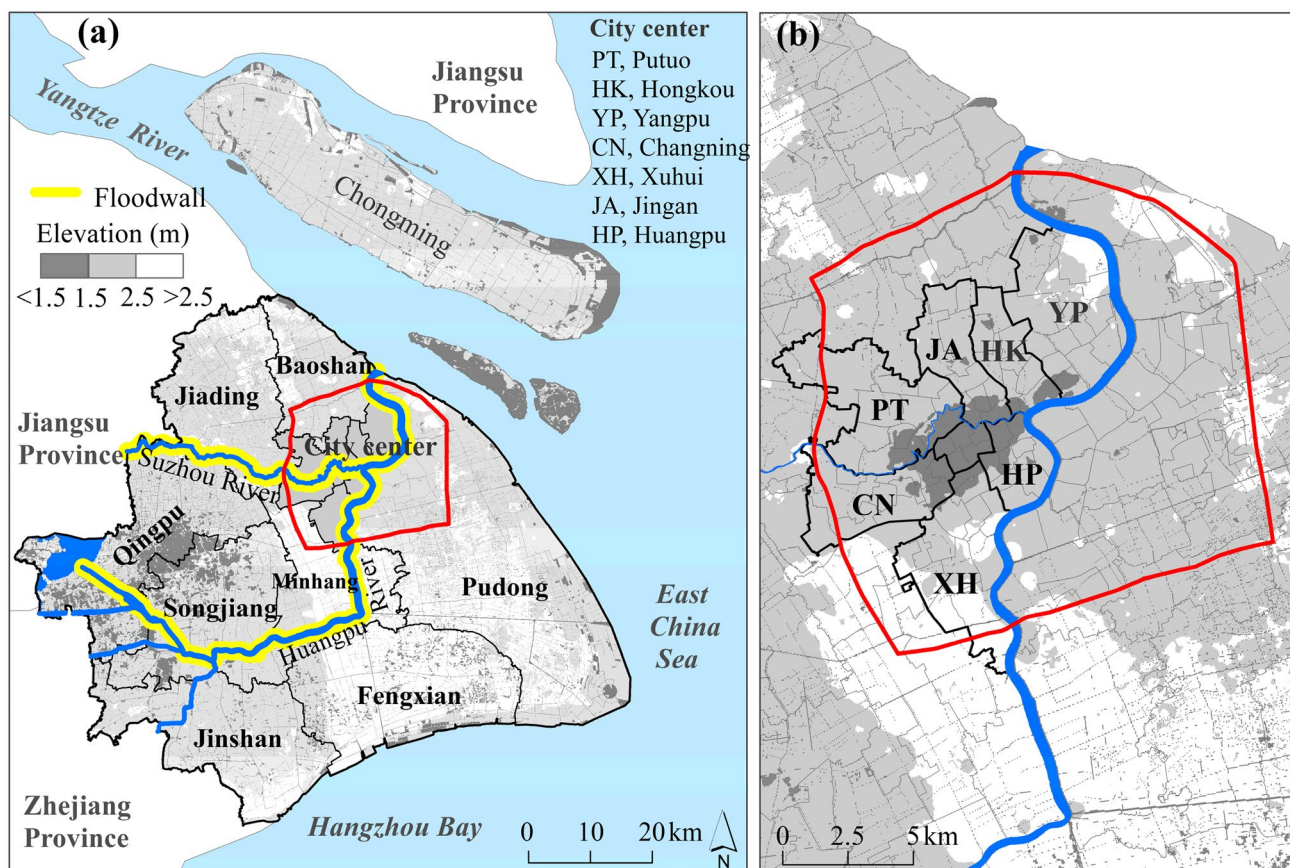 (a)
City center
PT, Putuo
HK, Hongkou
YP, Yangpu
CN, Changning
XH, Xuhui
JA, Jingan
HP, Huangpu
Jiangsu
Province
Yangtze River
Chongming
Floodwall
Elevation (m)
<1.5 1.5 2.5 >2.5
Baoshan
Jiading
Jiangsu
Province
City center
Suzhou River
Qingpu
Minhang
Songjiang
Pudong
Huangpu River
East
China
Sea
Fengxian
Jinshan
Zhejiang
Province
Hangzhou Bay
0 10 20 km
N
(b)
YP
JA
HK
PT
HP
CN
XH
0 2.5 5 km